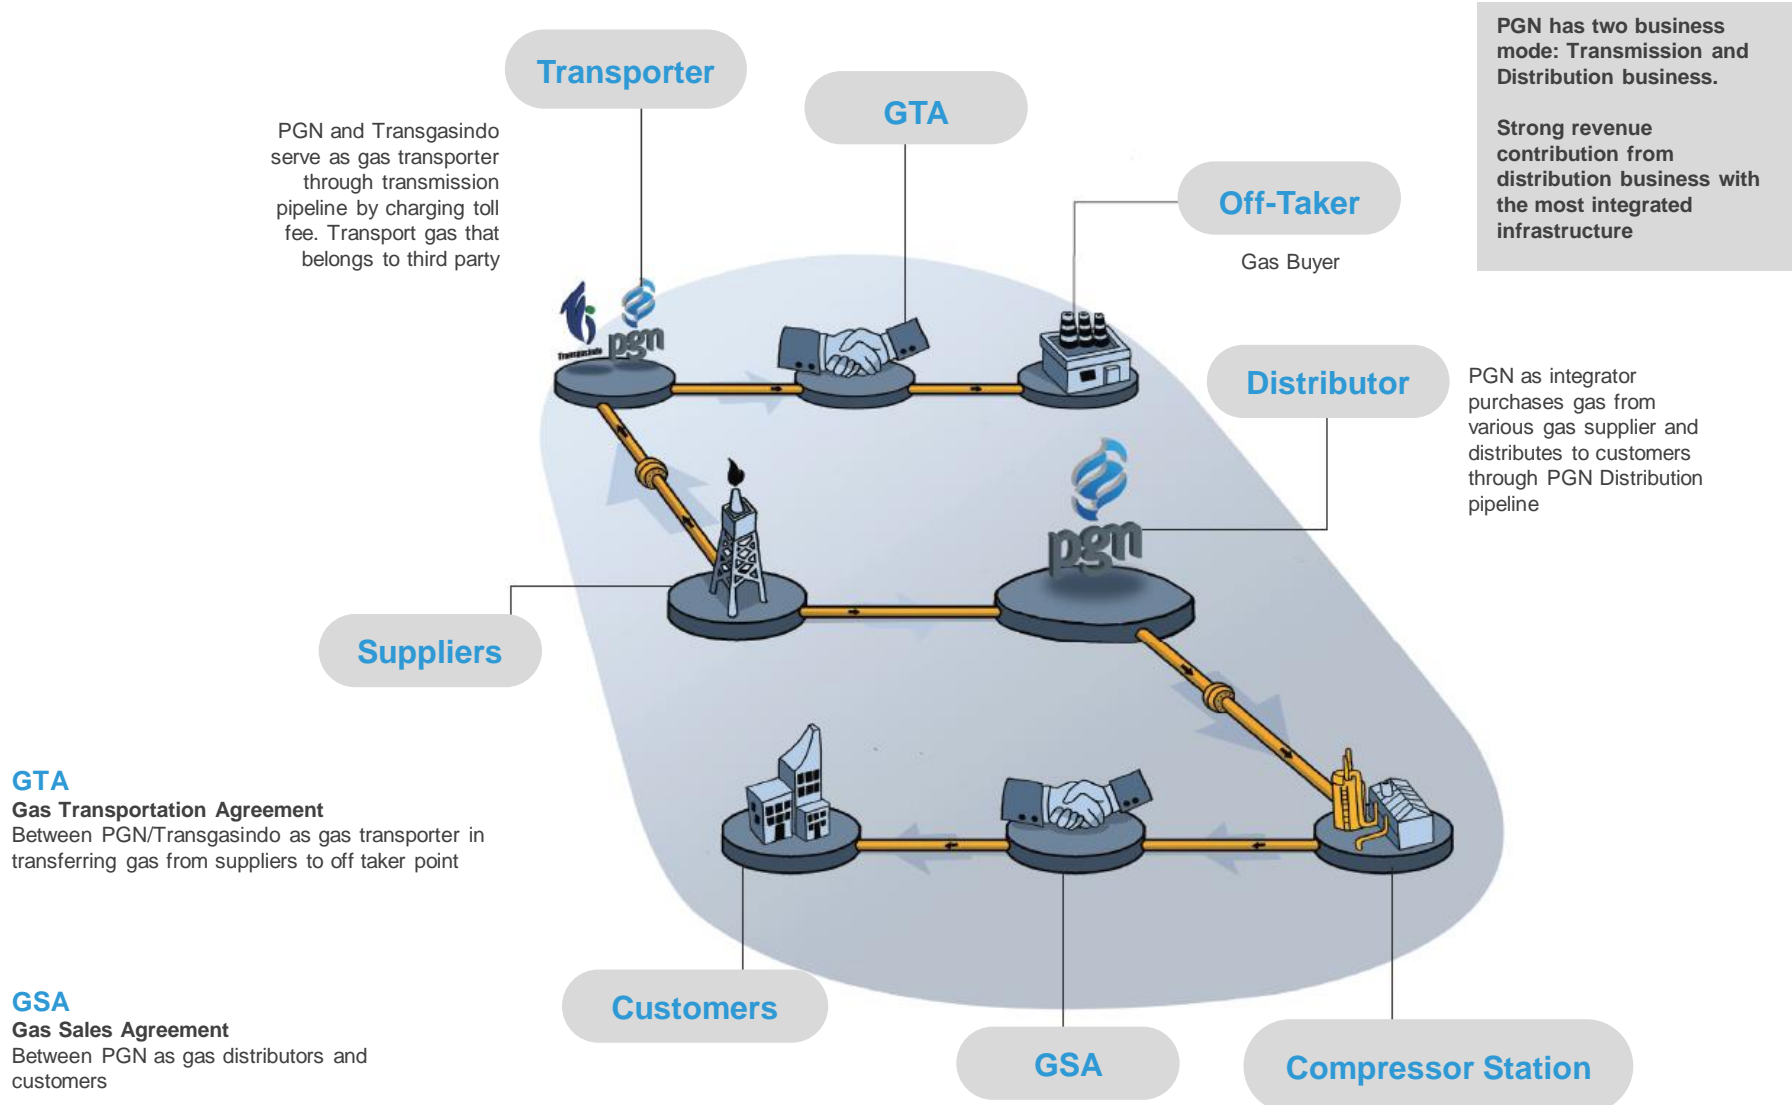 Transporter
GTA
PGN has two business
mode: Transmission and
Distribution business.
Strong revenue
contribution from
distribution business with
the most integrated
infrastructure
PGN and Transgasindo
serve as gas transporter
through transmission
pipeline by charging toll
fee. Transport gas that
belongs to third party
Off-Taker
Gas Buyer
Transgasindo
pgn
Distributor
PGN as integrator
purchases gas from
various gas supplier and
distributes to customers
through PGN Distribution
pipeline
pgn
Suppliers
GTA
Gas Transportation Agreement
Between PGN/Transgasindo as gas transporter in
transferring gas from suppliers to off taker point
GSA
Gas Sales Agreement
Between PGN as gas distributors and
customers
Customers
GSA
Compressor Station